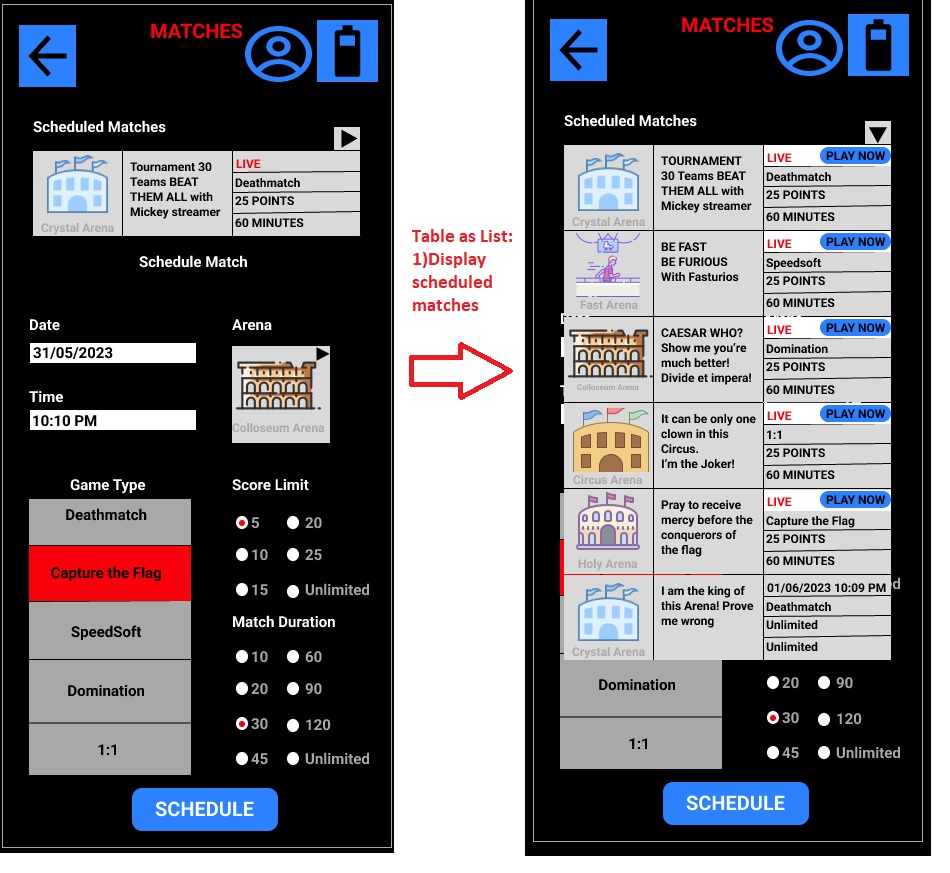 MATCHES
Scheduled Matches
Tournament 30
Teams BEAT
THEM ALL with
Mickey streamer
Crystal Arena
LIVE
Deathmatch
25 POINTS
60 MINUTES
Schedule Match
Date
31/05/2023
Time
10:10 PM
Arena
Colloseum Arena
Game Type
Deathmatch
Capture the Flag
SpeedSoft
Domination
1:1
Score Limit
5 20
10 25
15 Unlimited
Match Duration
10 60
20 90
30 120
45 Unlimited
SCHEDULE
Table as List:
1)Display
scheduled
matches
MATCHES
Scheduled Matches
Crystal Arena
TOURNAMENT
30 Teams BEAT
THEM ALL with
Mickey streamer
LIVE PLAY NOW
Deathmatch
25 POINTS
60 MINUTES
Fast Arena
BE FAST
BE FURIOUS
With Fasturios
LIVE PLAY NOW
Speedsoft
25 POINTS
60 MINUTES
Colloseum Arena
CAESAR WHO?
Show me you're
much better!
Divide et impera!
LIVE PLAY NOW
Domination
25 POINTS
60 MINUTES
Circus Arena
It can be only one
clown in this
Circus.
I'm the Joker!
LIVE PLAY NOW
1:1
25 POINTS
60 MINUTES
Holy Arena
Pray to receive
mercy before the
conquerors of
the flag
LIVE PLAY NOW
Capture the Flag
25 POINTS
60 MINUTES
Crystal Arena
I am the king of
this Arena! Prove
me wrong
01/06/2023 10:09 PM
Deathmatch
Unlimited
Unlimited
Domination
1:1
20 90
30 120
45 Unlimited
SCHEDULE